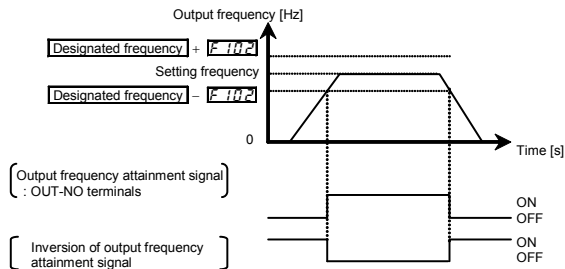 Output frequency [Hz]
Designated frequency + F102
Setting frequency
Designated frequency - F102
0
Time [s]
Output frequency attainment signal
: OUT-NO terminals
ON
OFF
Inversion of output frequency
attainment signal
ON
OFF